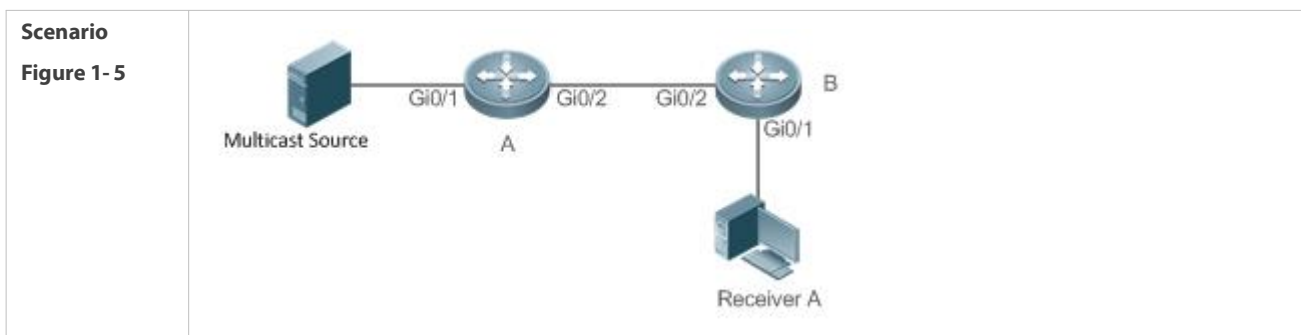 Scenario
Figure 1- 5
Gi0/1
Gi0/2
Gi0/2
B
Gi0/1
Multicast Source
A
Receiver A